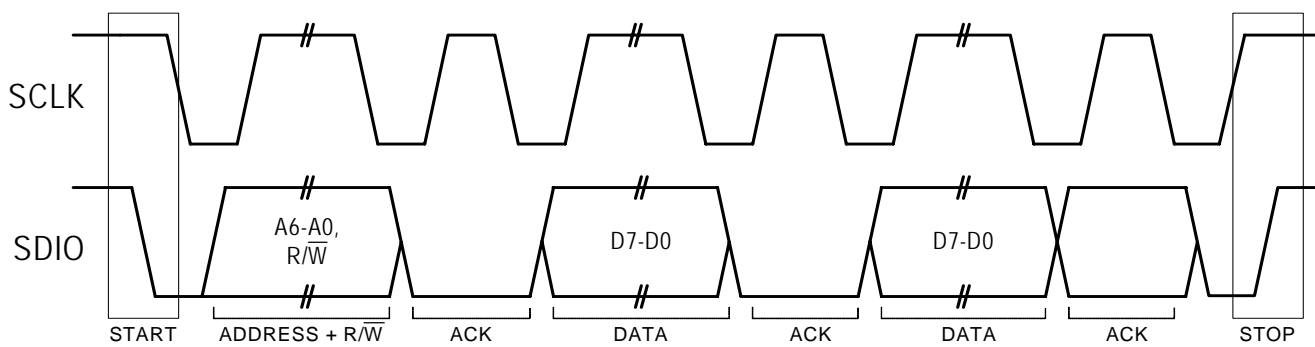 SCLK
SDIO
A6-A0,
R/W̅
D7-D0
D7-D0
START
ADDRESS + R/W̅
ACK
DATA
ACK
DATA
ACK
STOP